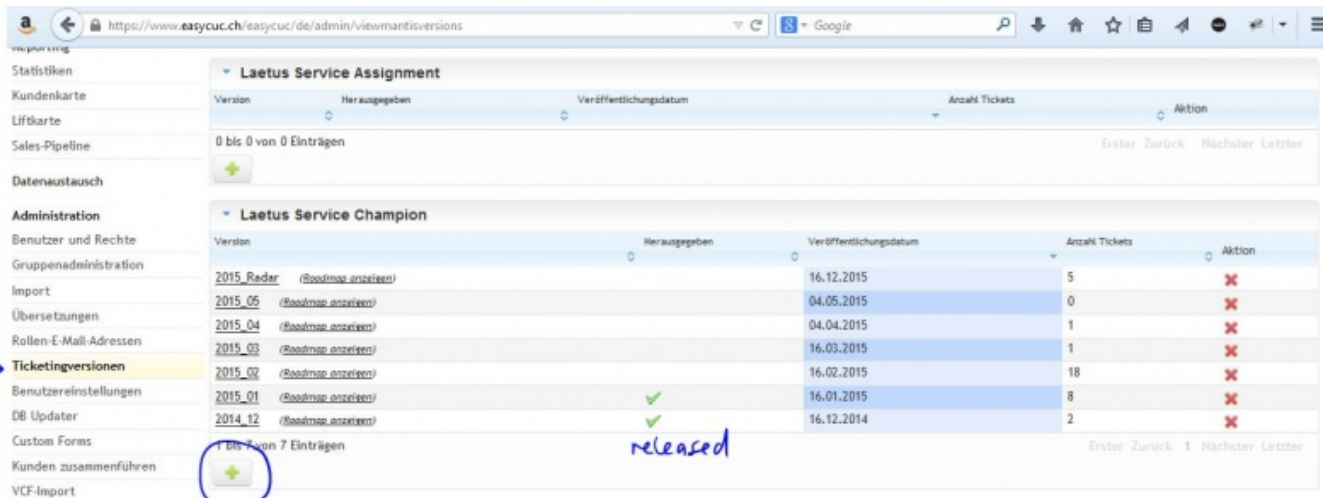 https://www.easycuc.ch/easycuc/de/admin/viewmantisversions
Google
Reporting
Statistiken
Kundenkarte
Liftkarte
Sales-Pipeline
Datenaustausch
Administration
Benutzer und Rechte
Gruppenadministration
Import
Übersetzungen
Rollen-E-Mail-Adressen
Ticketingversionen
Benutzereinstellungen
DB Updater
Custom Forms
Kunden zusammenführen
VCF-Import
Laetus Service Assignment
Version Herausgegeben Veröffentlichungsdatum Anzahl Tickets Aktion
0 bis 0 von 0 Einträgen Erster Zurück Nächster Letzter
Laetus Service Champion
Version Herausgegeben Veröffentlichungsdatum Anzahl Tickets Aktion
2015_Radar (Roadmap anzeigen) 16.12.2015 5
2015_05 (Roadmap anzeigen) 04.05.2015 0
2015_04 (Roadmap anzeigen) 04.04.2015 1
2015_03 (Roadmap anzeigen) 16.03.2015 1
2015_02 (Roadmap anzeigen) 16.02.2015 18
2015_01 (Roadmap anzeigen) 16.01.2015 8
2014_12 (Roadmap anzeigen) 16.12.2014 2
1 bis 7 von 7 Einträgen Erster Zurück 1 Nächster Letzter
released